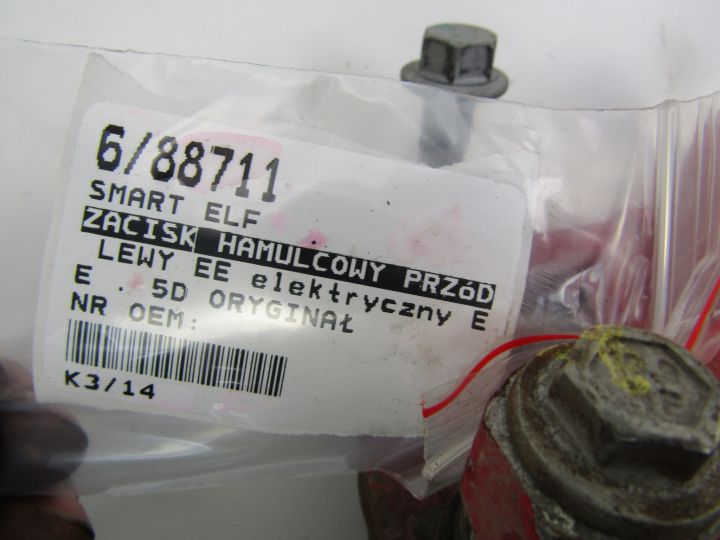 6/88711
SMART ELF
ZACISK HAMULCOWY PRZóD
LEWY EE elektryczny E
E . 5D ORYGINAŁ
NR OEM:
K3/14